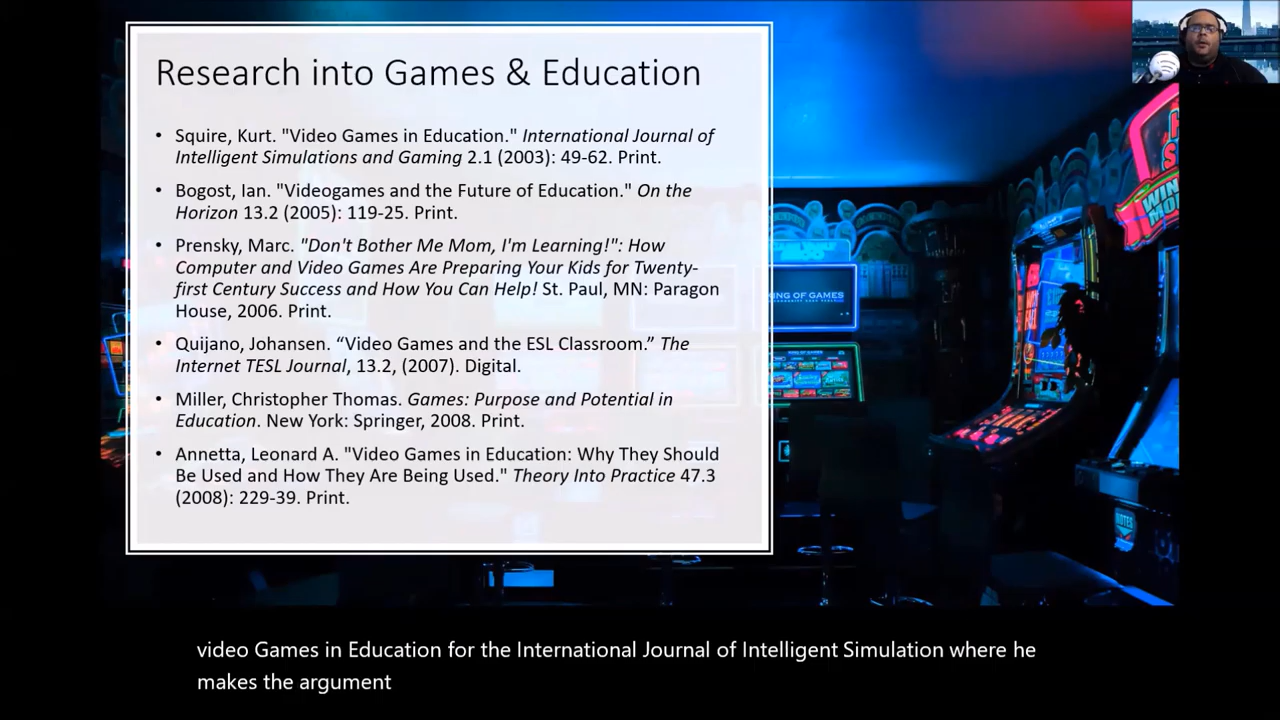 Research into Games & Education
• Squire, Kurt. "Video Games in Education." International Journal of
Intelligent Simulations and Gaming 2.1 (2003): 49-62. Print.
• Bogost, Ian. "Videogames and the Future of Education." On the
Horizon 13.2 (2005): 119-25. Print.
• Prensky, Marc. "Don't Bother Me Mom, I'm Learning!": How
Computer and Video Games Are Preparing Your Kids for Twenty-
first Century Success and How You Can Help! St. Paul, MN: Paragon
House, 2006. Print.
• Quijano, Johansen. “Video Games and the ESL Classroom.” The
Internet TESL Journal, 13.2, (2007). Digital.
• Miller, Christopher Thomas. Games: Purpose and Potential in
Education. New York: Springer, 2008. Print.
• Annetta, Leonard A. "Video Games in Education: Why They Should
Be Used and How They Are Being Used." Theory Into Practice 47.3
(2008): 229-39. Print.
OF GAMES
video Games in Education for the International Journal of Intelligent Simulation where he
makes the argument